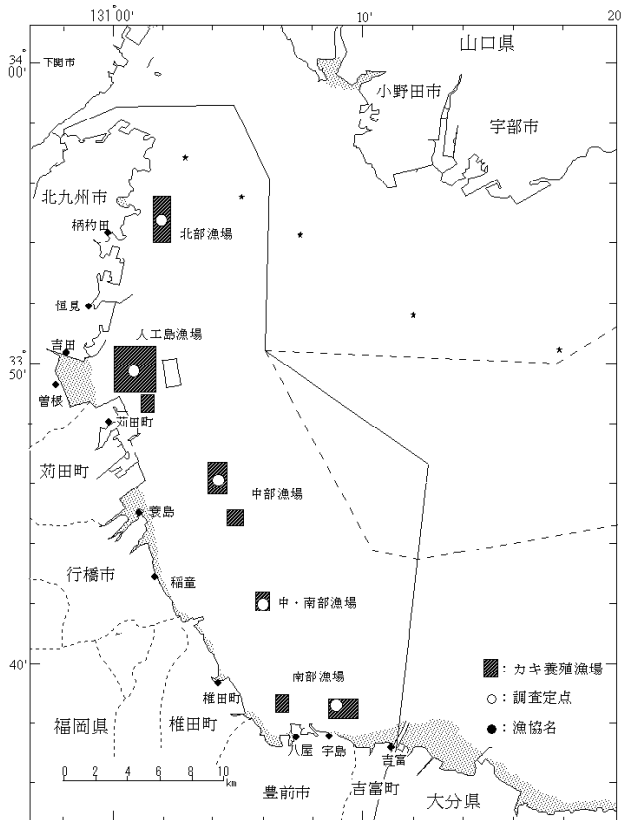 131°00'
10'
20
山口県
34°
00'
下関市
小野田市
宇部市
北九州市
柄杓田
北部漁場
恒見
人工島漁場
吉田
33°
50'
曽根
苅田町
苅田町
中部漁場
蓑島
行橋市
稲童
中・南部漁場
40'
南部漁場
: カキ養殖漁場
椎田町
: 調査定点
福岡県
椎田町
屋
宇島
吉富
: 漁協名
0 2 4 6 8 10
km
豊前市
吉富町
大分県